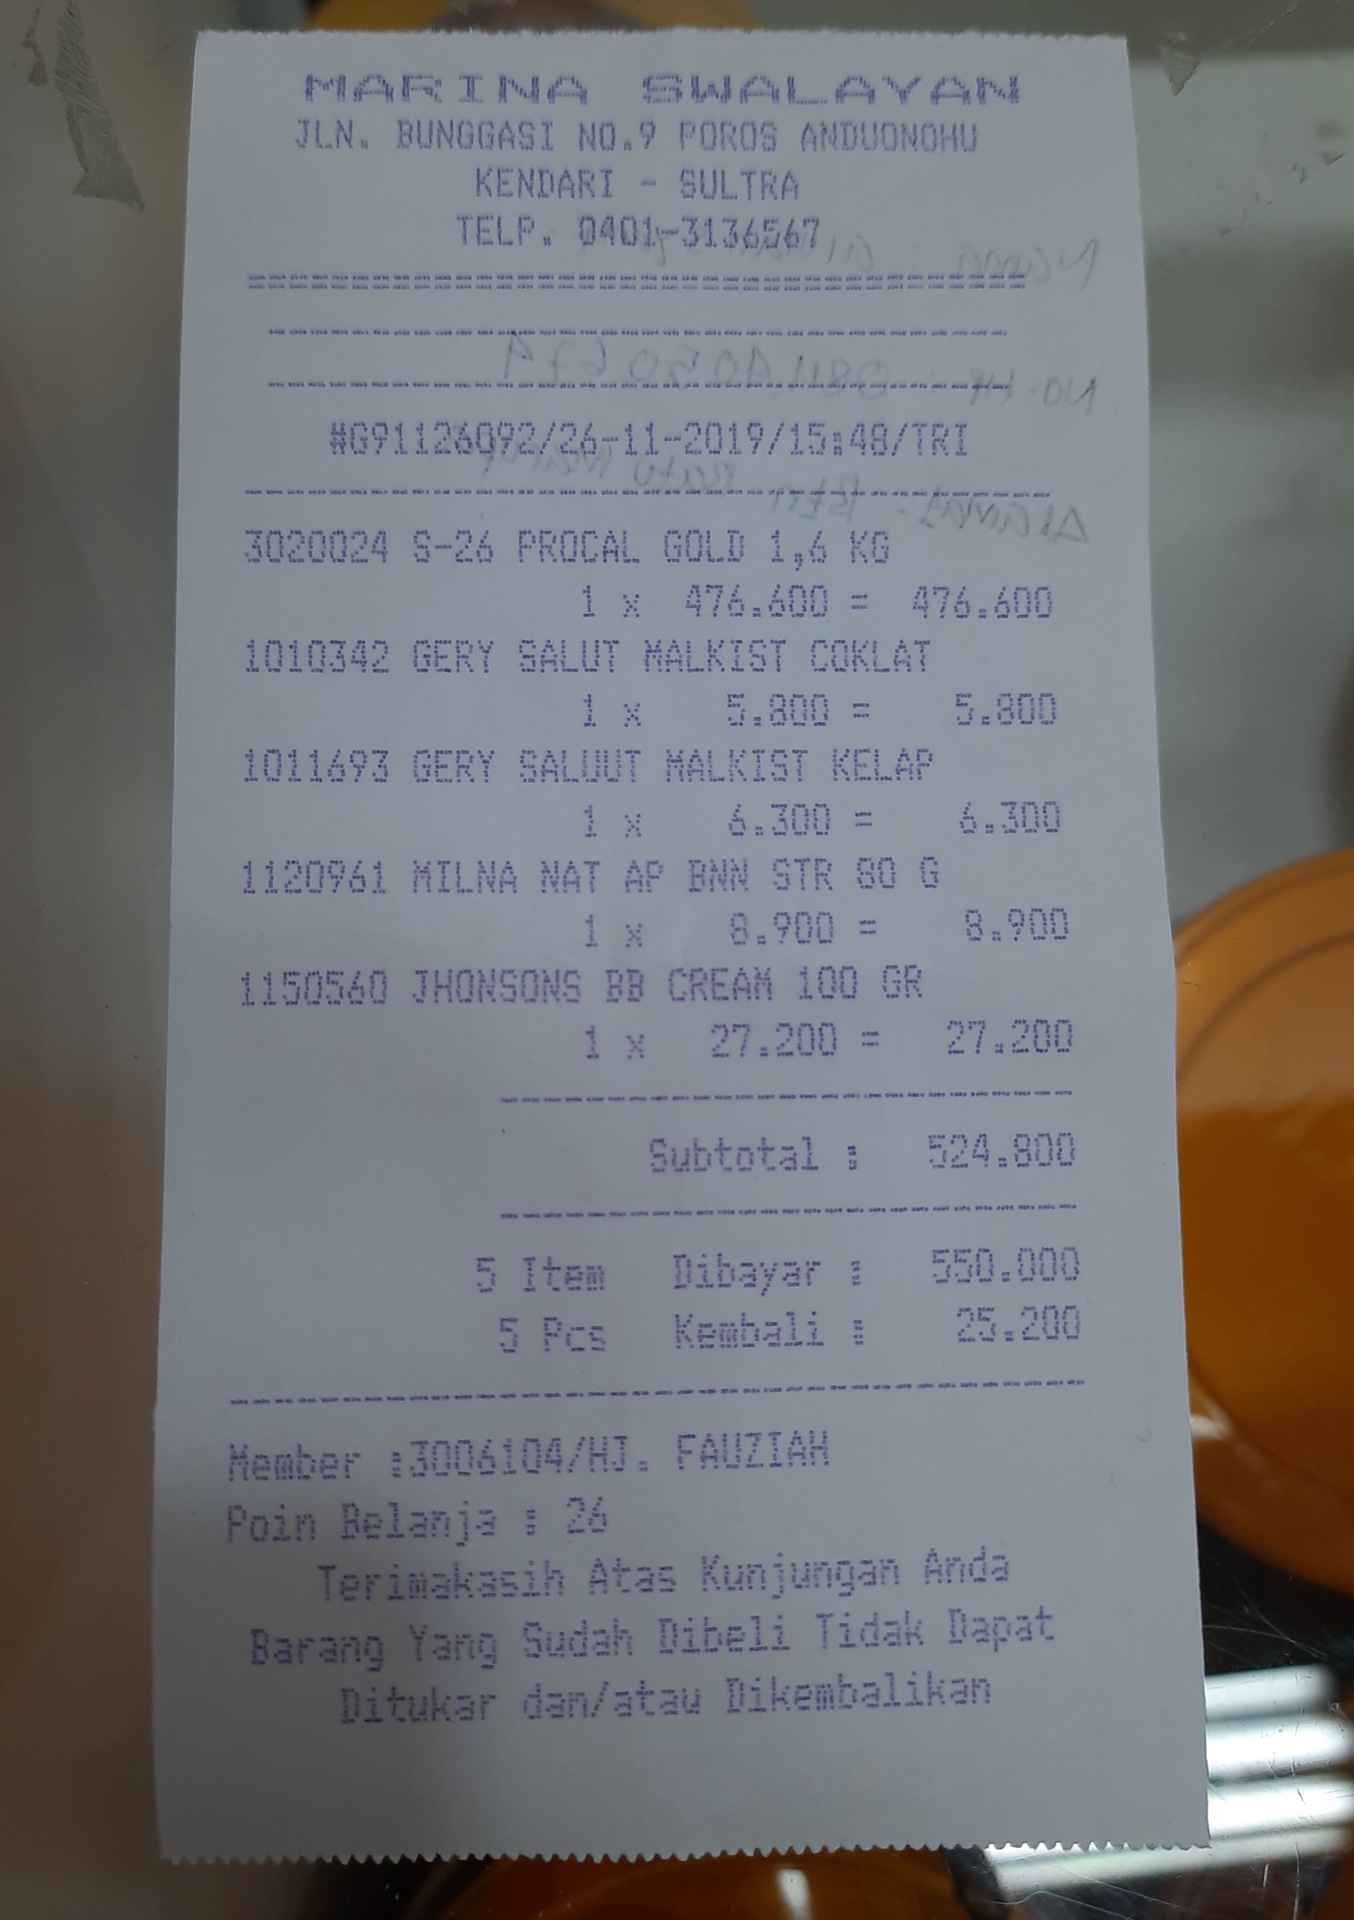 MARINA SWALAYAN
JLN. BUNGGASI NO.9 POROS ANDUONOHU
KENDARI - SULTRA
TELP. 0401-3136567
#G91126092/26-11-2019/15:48/TRI
3020024 S-26 PROCAL GOLD 1,6 KG
1 x 476.600 = 476.600
1010342 GERY SALUT MALKIST COKLAT
1 x 5.800 = 5.800
1011693 GERY SALUUT MALKIST KELAP
1 x 6.300 = 6.300
1120961 MILNA NAT AP BNN STR 80 G
1 x 8.900 = 8.900
1150560 JHONSONS BB CREAM 100 GR
1 x 27.200 = 27.200
Subtotal : 524.800
5 Item Dibayar : 550.000
5 Pcs Kembali : 25.200
Member :3006104/HJ. FAUZIAH
Poin Belanja : 26
Terimakasih Atas Kunjungan Anda
Barang Yang Sudah Dibeli Tidak Dapat
Ditukar dan/atau Dikembalikan